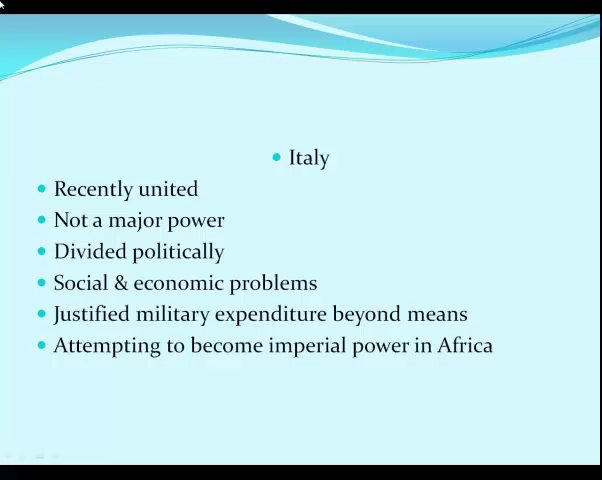 • Italy
• Recently united
• Not a major power
• Divided politically
• Social & economic problems
• Justified military expenditure beyond means
• Attempting to become imperial power in Africa